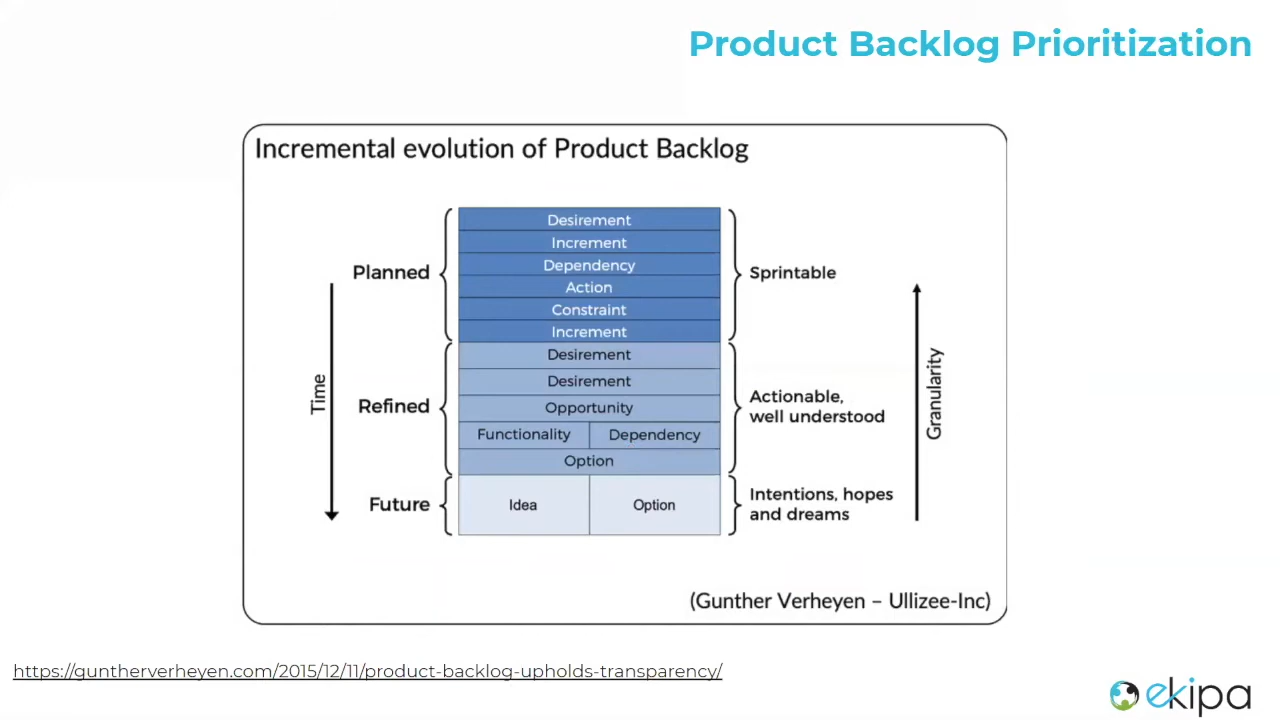 Product Backlog Prioritization
Incremental evolution of Product Backlog
Planned
Refined
Future
Time
Desirement
Increment
Dependency
Action
Constraint
Increment
Desirement
Desirement
Opportunity
Functionality Dependency
Option
Idea Option
Sprintable
Actionable,
well understood
Intentions, hopes
and dreams
Granularity
(Gunther Verheyen – Ullizee-Inc)
https://guntherverheyen.com/2015/12/11/product-backlog-upholds-transparency/
ekipa